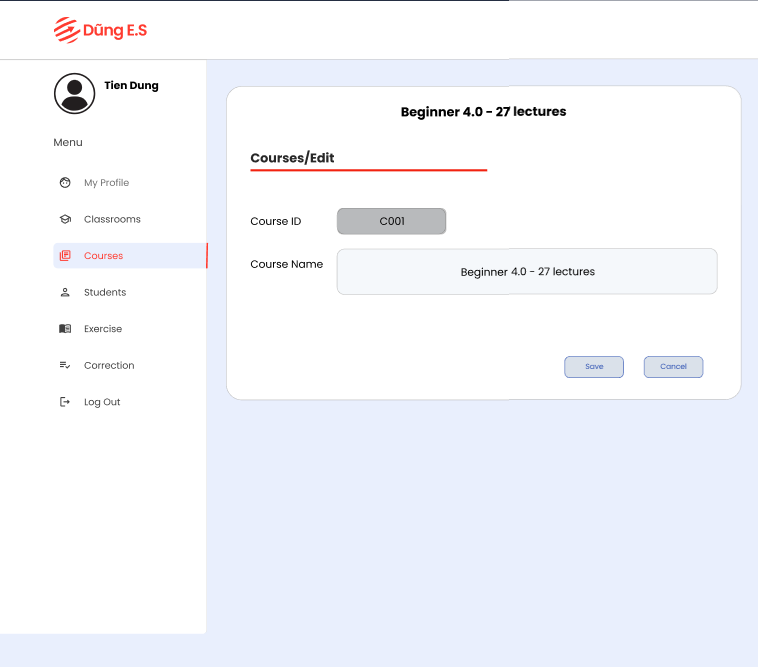 Dũng E.S
Tien Dung
Menu
My Profile
Classrooms
Courses
Students
Exercise
Correction
Log Out
Beginner 4.0 - 27 lectures
Courses/Edit
Course ID
C001
Course Name
Beginner 4.0 - 27 lectures
Save
Cancel